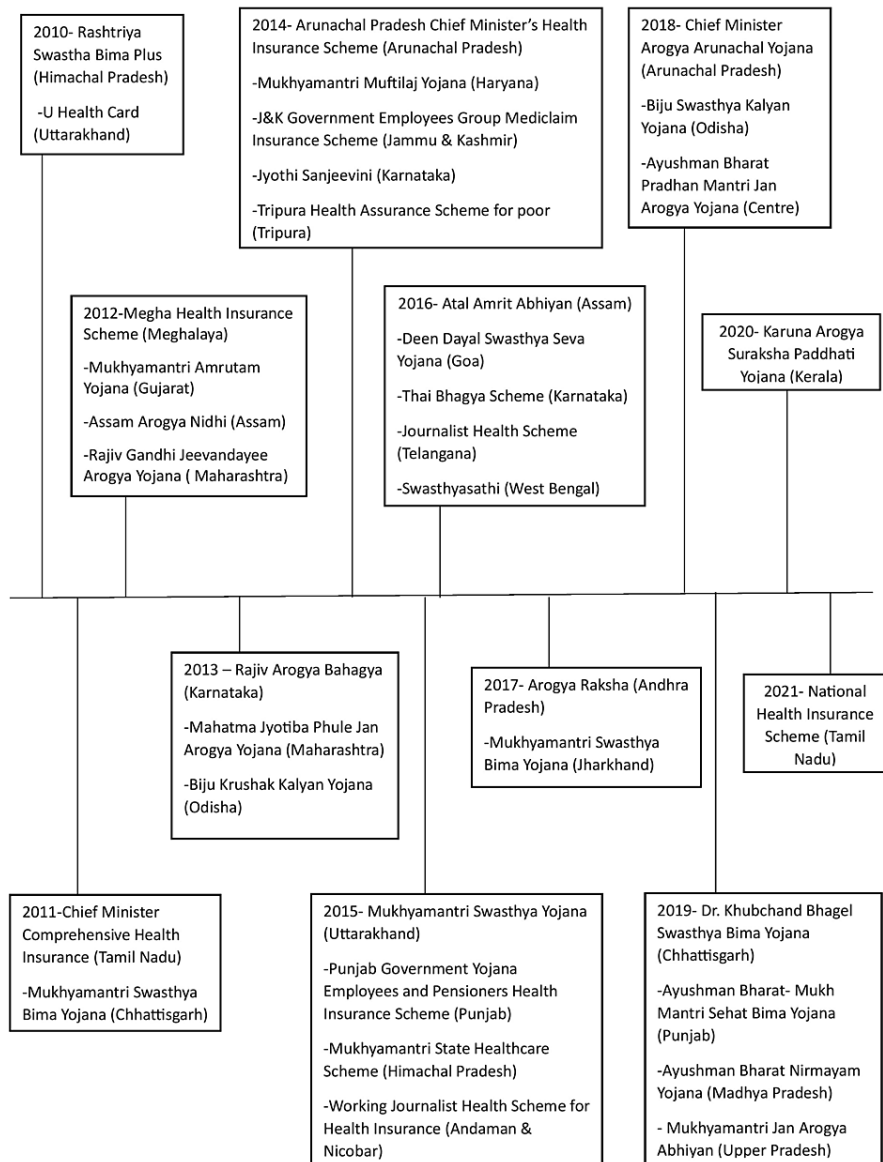 2010- Rashtriya
Swastha Bima Plus
(Himachal Pradesh)
-U Health Card
(Uttarakhand)
2014- Arunachal Pradesh Chief Minister’s Health
Insurance Scheme (Arunachal Pradesh)
-Mukhyamantri Muftilaj Yojana (Haryana)
-J&K Government Employees Group Mediclaim
Insurance Scheme (Jammu & Kashmir)
-Jyothi Sanjeevini (Karnataka)
-Tripura Health Assurance Scheme for poor
(Tripura)
2018- Chief Minister
Arogya Arunachal Yojana
(Arunachal Pradesh)
-Biju Swasthya Kalyan
Yojana (Odisha)
-Ayushman Bharat
Pradhan Mantri Jan
Arogya Yojana (Centre)
2012-Megha Health Insurance
Scheme (Meghalaya)
-Mukhyamantri Amrutam
Yojana (Gujarat)
-Assam Arogya Nidhi (Assam)
-Rajiv Gandhi Jeevandayee
Arogya Yojana ( Maharashtra)
2016- Atal Amrit Abhiyan (Assam)
-Deen Dayal Swasthya Seva
Yojana (Goa)
-Thai Bhagya Scheme (Karnataka)
-Journalist Health Scheme
(Telangana)
-Swasthyasathi (West Bengal)
2020- Karuna Arogya
Suraksha Paddhati
Yojana (Kerala)
2013 – Rajiv Arogya Bahagya
(Karnataka)
-Mahatma Jyotiba Phule Jan
Arogya Yojana (Maharashtra)
-Biju Krushak Kalyan Yojana
(Odisha)
2017- Arogya Raksha (Andhra
Pradesh)
-Mukhyamantri Swasthya
Bima Yojana (Jharkhand)
2021- National
Health Insurance
Scheme (Tamil
Nadu)
2011-Chief Minister
Comprehensive Health
Insurance (Tamil Nadu)
-Mukhyamantri Swasthya
Bima Yojana (Chhattisgarh)
2015- Mukhyamantri Swasthya Yojana
(Uttarakhand)
-Punjab Government Yojana
Employees and Pensioners Health
Insurance Scheme (Punjab)
-Mukhyamantri State Healthcare
Scheme (Himachal Pradesh)
-Working Journalist Health Scheme for
Health Insurance (Andaman &
Nicobar)
2019- Dr. Khubchand Bhagel
Swasthya Bima Yojana
(Chhattisgarh)
-Ayushman Bharat- Mukh
Mantri Sehat Bima Yojana
(Punjab)
-Ayushman Bharat Nirmayam
Yojana (Madhya Pradesh)
- Mukhyamantri Jan Arogya
Abhiyan (Upper Pradesh)